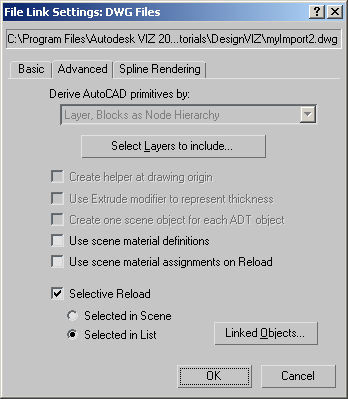 File Link Settings: DWG Files
C:\Program Files\Autodesk VIZ 20...torials\DesignVIZ\myImport2.dwg
Basic Advanced Spline Rendering
Derive AutoCAD primitives by:
Layer, Blocks as Node Hierarchy
Select Layers to include...
Create helper at drawing origin
Use Extrude modifier to represent thickness
Create one scene object for each ADT object
Use scene material definitions
Use scene material assignments on Reload
Selective Reload
Selected in Scene
Selected in List
Linked Objects...
OK Cancel